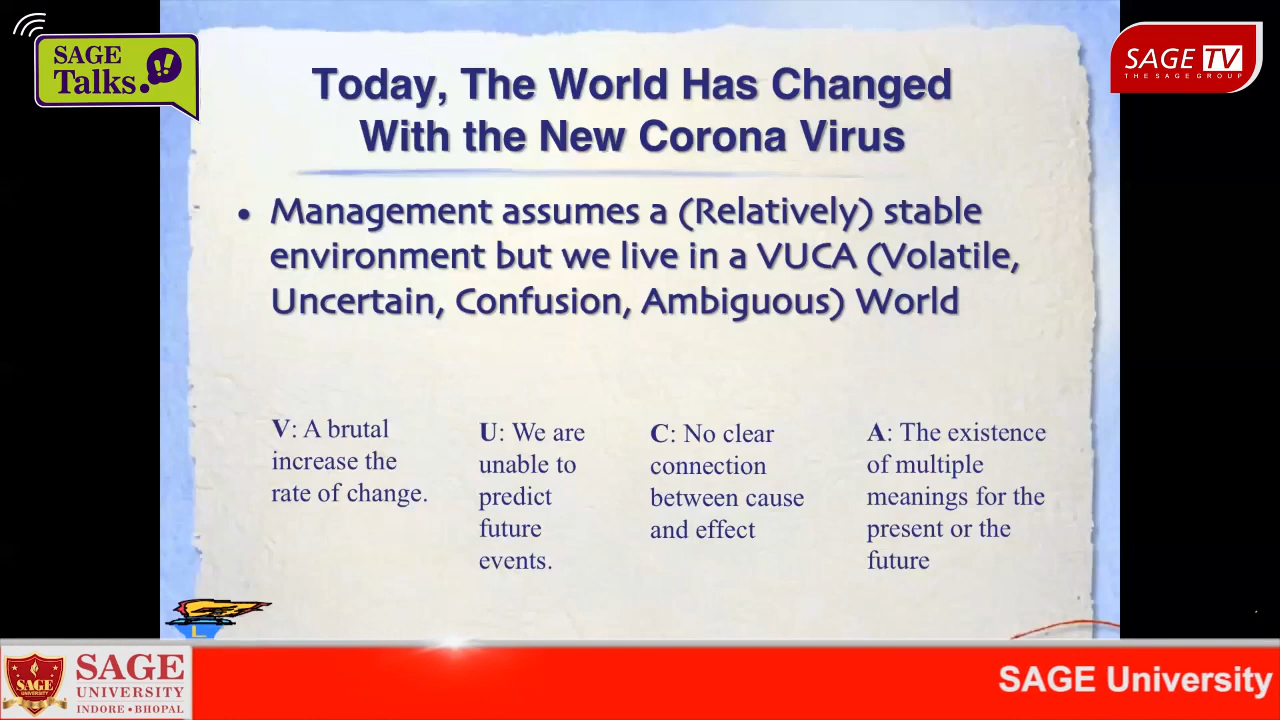 SAGE
Talks.
SAGE TV
THE SAGE GROUP
Today, The World Has Changed
With the New Corona Virus
• Management assumes a (Relatively) stable
environment but we live in a VUCA (Volatile,
Uncertain, Confusion, Ambiguous) World
V: A brutal
increase the
rate of change.
U: We are
unable to
predict
future
events.
C: No clear
connection
between cause
and effect
A: The existence
of multiple
meanings for the
present or the
future
L
SAGE
UNIVERSITY
SAGE
UNIVERSITY
INDORE • BHOPAL
SAGE University